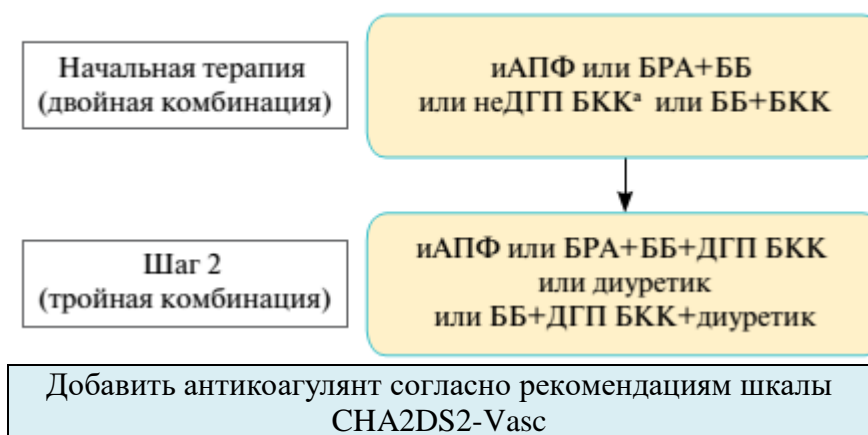 Начальная терапия
(двойная комбинация)
иАПФ или БРА+ББ
или неДГП БККª или ББ+БКК
Шаг 2
(тройная комбинация)
иАПФ или БРА+ББ+ДГП БКК
или диуретик
или ББ+ДГП БКК+диуретик
Добавить антикоагулянт согласно рекомендациям шкалы
CHA2DS2-Vasc